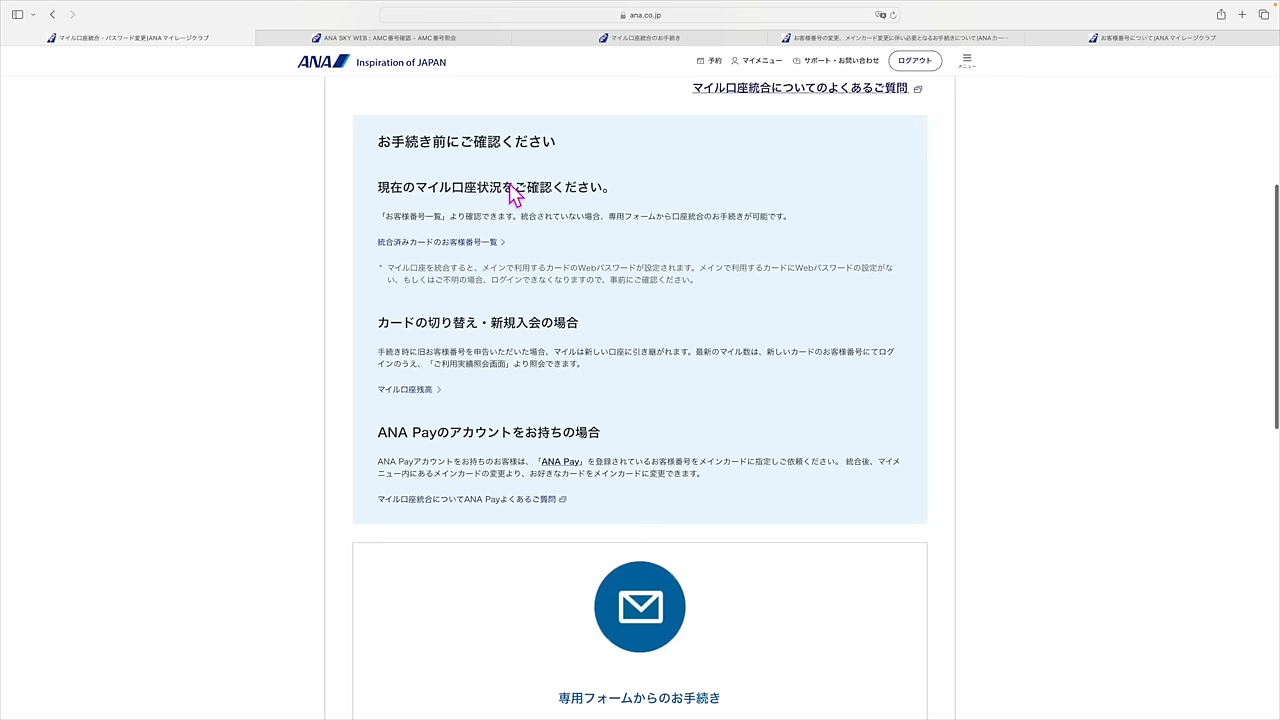 ana.co.jp
マイル口座統合・パスワード変更|ANAマイレージクラブ
ANA SKY WEB:AMC番号確認 - AMC番号照会
マイル口座統合のお手続き
お客様番号の変更、メインカード変更に伴い必要となるお手続きについて|ANAカー…
お客様番号について|ANAマイレージクラブ
ANA Inspiration of JAPAN
予約
マイメニュー
サポート・お問い合わせ
ログアウト
メニュー
マイル口座統合についてのよくあるご質問
お手続き前にご確認ください
現在のマイル口座状況をご確認ください。
「お客様番号一覧」より確認できます。統合されていない場合、専用フォームから口座統合のお手続きが可能です。
統合済みカードのお客様番号一覧
* マイル口座を統合すると、メインで利用するカードのWebパスワードが設定されます。メインで利用するカードにWebパスワードの設定がな
い、もしくはご不明の場合、ログインできなくなりますので、事前にご確認ください。
カードの切り替え・新規入会の場合
手続き時に旧お客様番号を申告いただいた場合、マイルは新しい口座に引き継がれます。最新のマイル数は、新しいカードのお客様番号にてログ
インのうえ、「ご利用実績照会画面」より照会できます。
マイル口座残高
ANA Payのアカウントをお持ちの場合
ANA Payアカウントをお持ちのお客様は、「ANA Pay」を登録されているお客様番号をメインカードに指定しご依頼ください。 統合後、マイメ
ニュー内にあるメインカードの変更より、お好きなカードをメインカードに変更できます。
マイル口座統合についてANA Payよくあるご質問
専用フォームからのお手続き